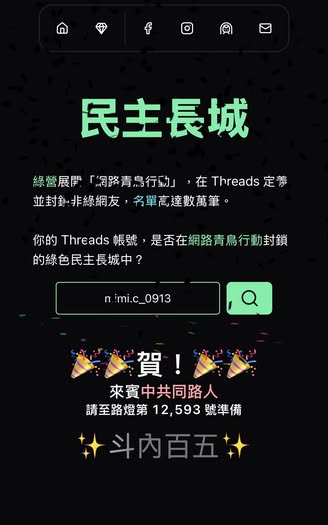 民主長城
綠營展開「網路青鳥行動」，在 Threads 定等
並封鎖非綠網友，名單高達數萬筆。
你的 Threads 帳號，是否在網路青鳥行動封鎖
的綠色民主長城中？
mimi.c_0913
🎉🎉賀！🎉🎉
來賓中共同路人
請至路燈第 12,593 號準備
✨斗內百五✨